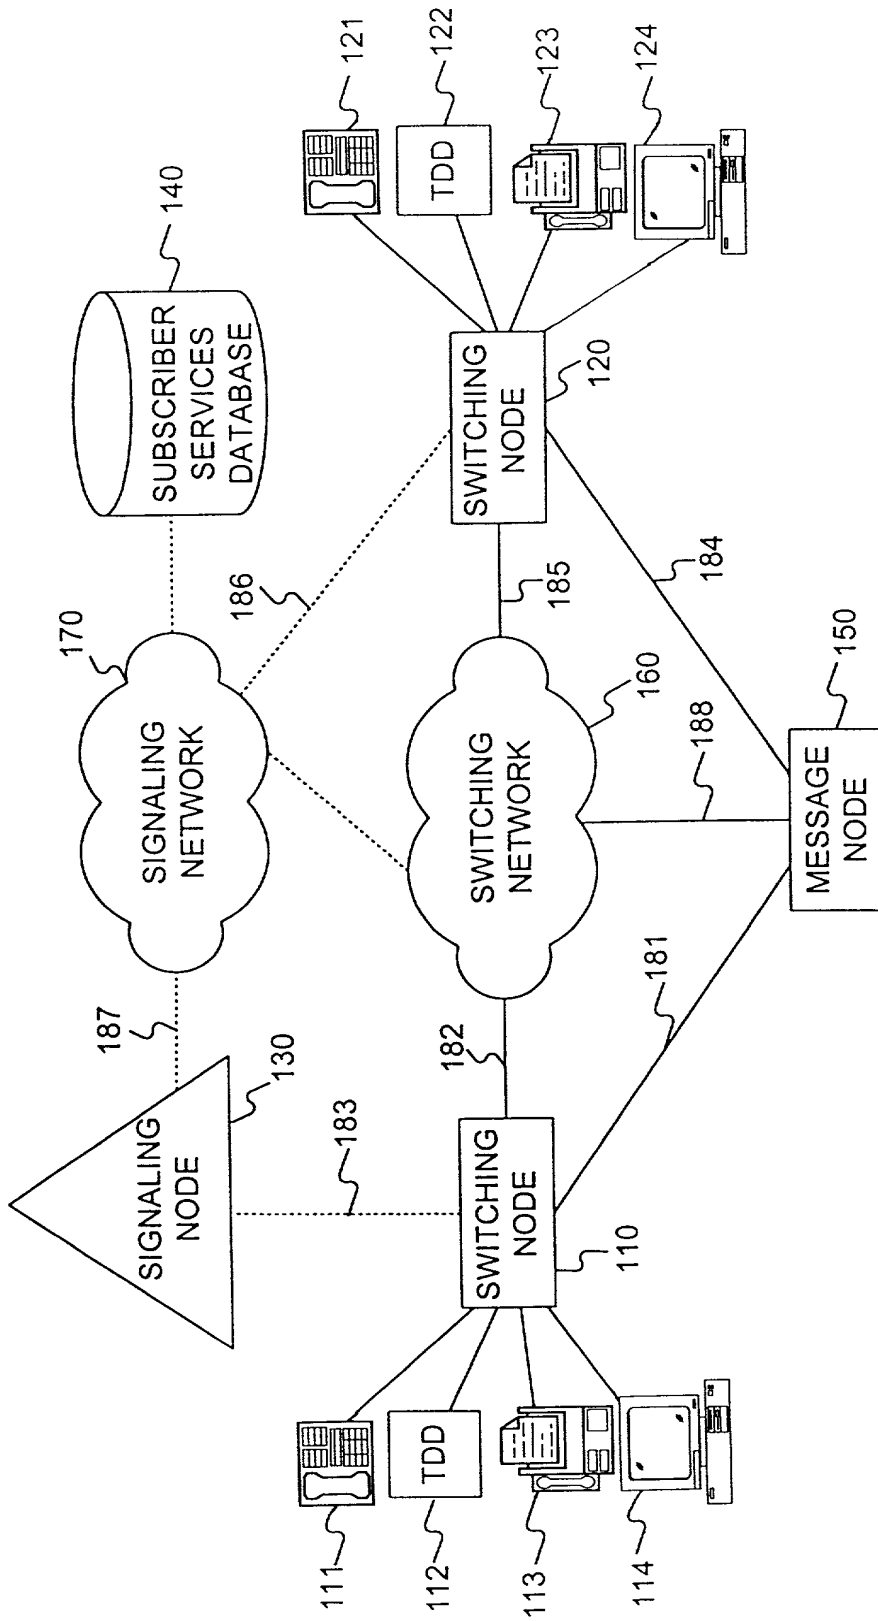 121
TDD
122
123
124
SUBSCRIBER
SERVICES
DATABASE
140
SWITCHING
NODE
120
186
185
184
170
SIGNALING
NETWORK
SWITCHING
NETWORK
160
188
150
MESSAGE
NODE
187
SIGNALING
NODE
130
183
182
181
SWITCHING
NODE
110
111
TDD
112
113
114